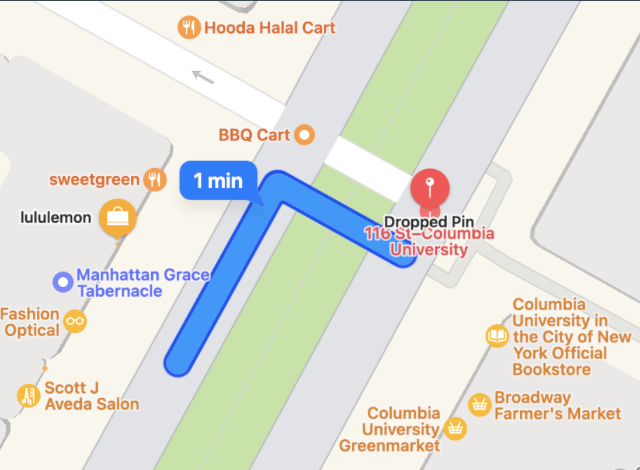 Hooda Halal Cart
BBQ Cart
sweetgreen
1 min
lululemon
Dropped Pin
116 St–Columbia
University
Manhattan Grace
Tabernacle
Fashion
Optical
Columbia
University in
the City of New
York Official
Bookstore
Scott J
Aveda Salon
Broadway
Farmer's Market
Columbia
University
Greenmarket